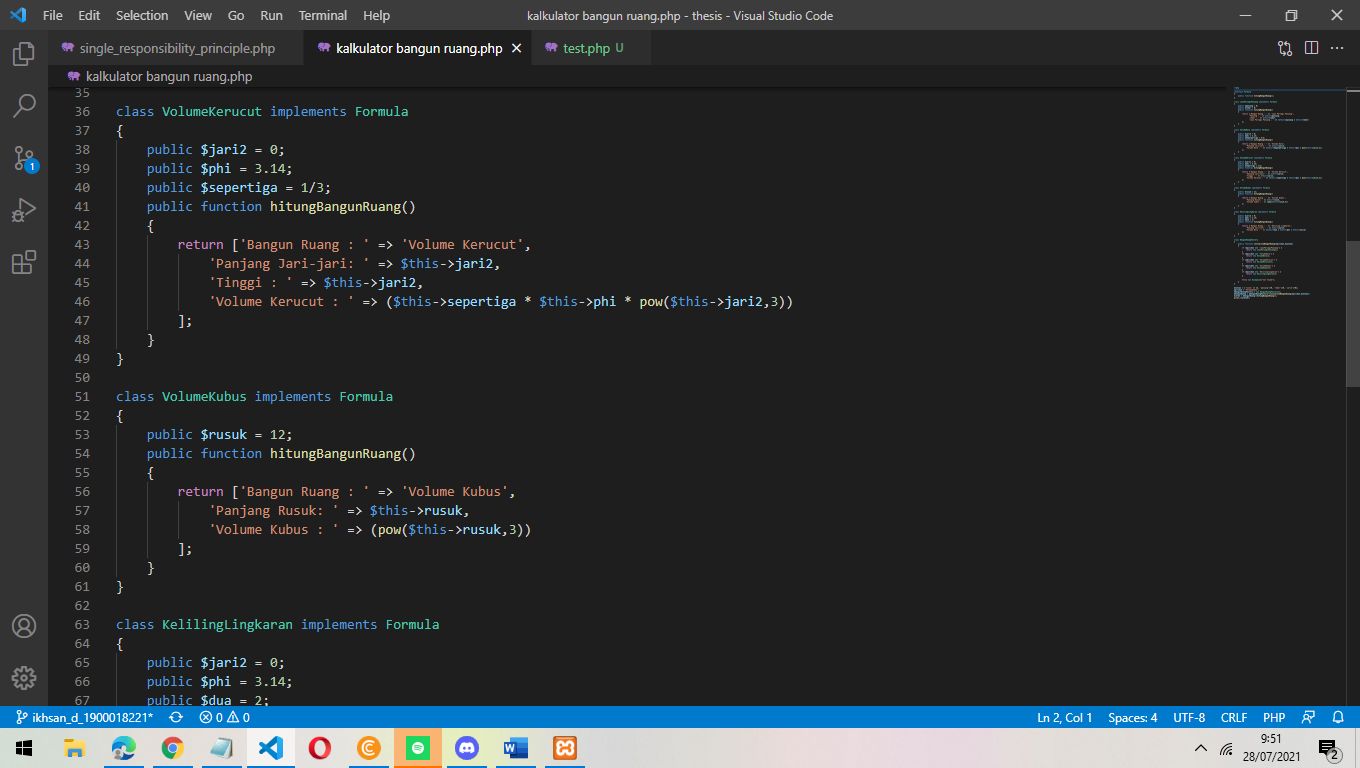 File Edit Selection View Go Run Terminal Help kalkulator bangun ruang.php - thesis - Visual Studio Code
single_responsibility_principle.php kalkulator bangun ruang.php test.php U
kalkulator bangun ruang.php
35
36 class VolumeKerucut implements Formula
37 {
38 public $jari2 = 0;
39 public $phi = 3.14;
40 public $sepertiga = 1/3;
41 public function hitungBangunRuang()
42 {
43 return ['Bangun Ruang : ' => 'Volume Kerucut',
44 'Panjang Jari-jari: ' => $this->jari2,
45 'Tinggi : ' => $this->jari2,
46 'Volume Kerucut : ' => ($this->sepertiga * $this->phi * pow($this->jari2,3))
47 ];
48 }
49 }
50
51 class VolumeKubus implements Formula
52 {
53 public $rusuk = 12;
54 public function hitungBangunRuang()
55 {
56 return ['Bangun Ruang : ' => 'Volume Kubus',
57 'Panjang Rusuk: ' => $this->rusuk,
58 'Volume Kubus : ' => (pow($this->rusuk,3))
59 ];
60 }
61 }
62
63 class KelilingLingkaran implements Formula
64 {
65 public $jari2 = 0;
66 public $phi = 3.14;
67 public $dua = 2;
1
ikhsan_d_1900018221* 0 0 Ln 2, Col 1 Spaces: 4 UTF-8 CRLF PHP
9:51
28/07/2021
2